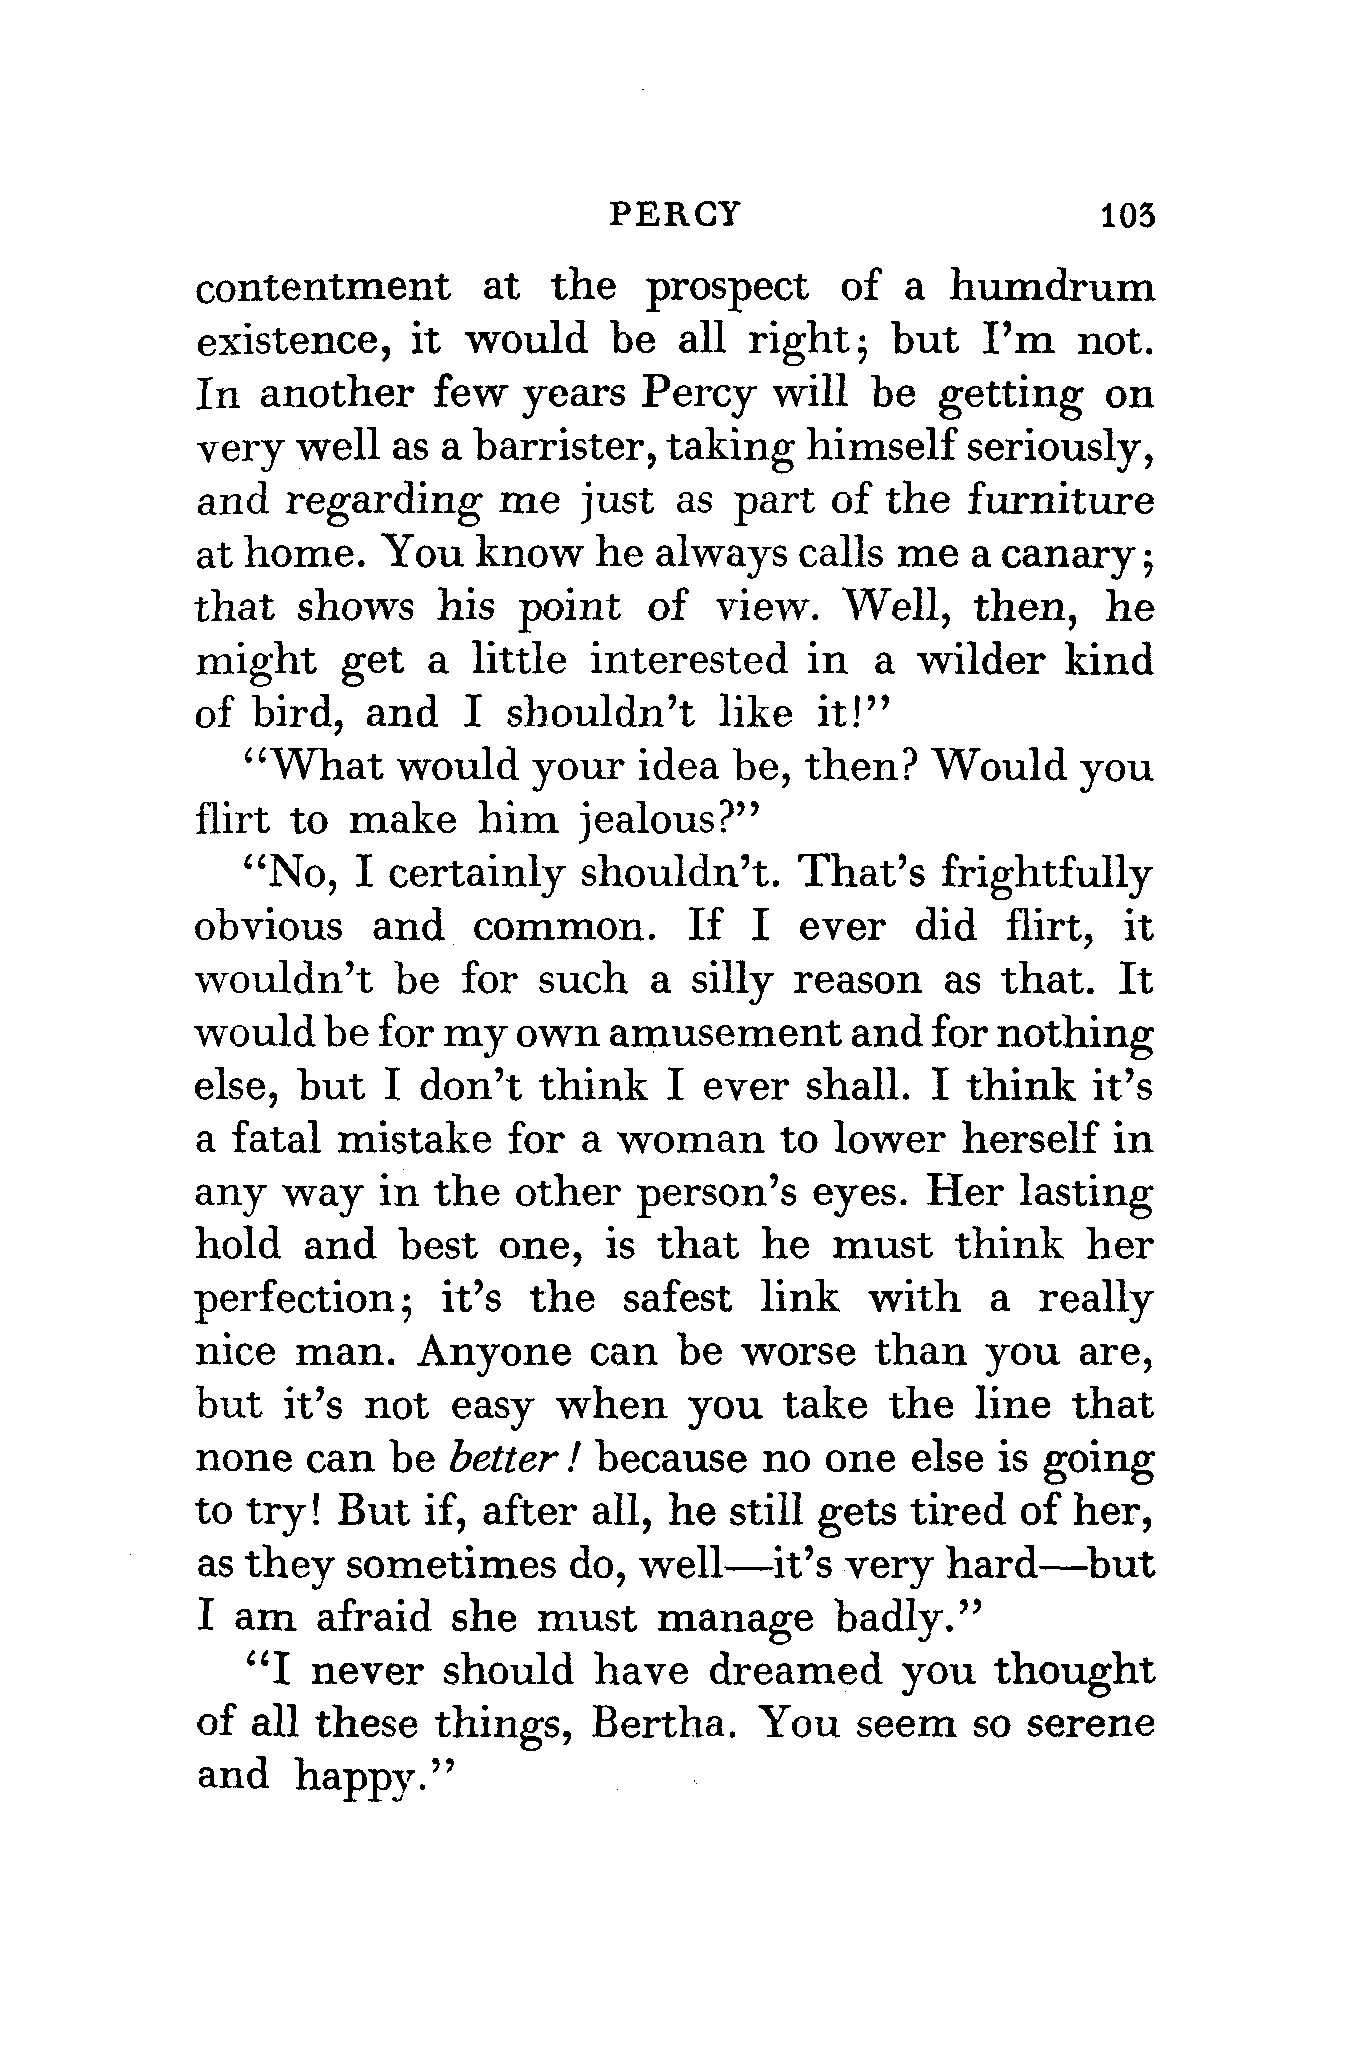 PERCY 103
contentment at the prospect of a humdrum
existence, it would be all right; but I'm not.
In another few years Percy will be getting on
very well as a barrister, taking himself seriously,
and regarding me just as part of the furniture
at home. You know he always calls me a canary;
that shows his point of view. Well, then, he
might get a little interested in a wilder kind
of bird, and I shouldn't like it!”
“What would your idea be, then? Would you
flirt to make him jealous?”
“No, I certainly shouldn't. That's frightfully
obvious and common. If I ever did flirt, it
wouldn't be for such a silly reason as that. It
would be for my own amusement and for nothing
else, but I don't think I ever shall. I think it's
a fatal mistake for a woman to lower herself in
any way in the other person's eyes. Her lasting
hold and best one, is that he must think her
perfection; it's the safest link with a really
nice man. Anyone can be worse than you are,
but it's not easy when you take the line that
none can be better! because no one else is going
to try! But if, after all, he still gets tired of her,
as they sometimes do, well—it's very hard—but
I am afraid she must manage badly.”
“I never should have dreamed you thought
of all these things, Bertha. You seem so serene
and happy.”